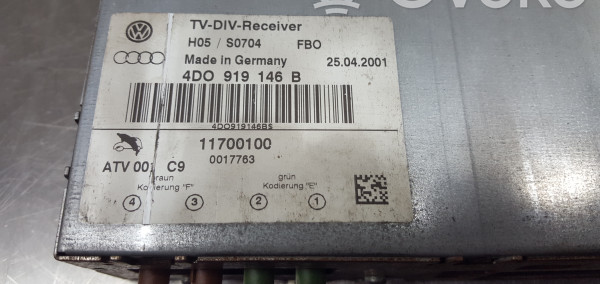 TV-DIV-Receiver
H05 / S0704 FBO
Made in Germany 25.04.2001
4D0 919 146 B
4D0919146BS
11700100
0017763
ATV 001 C9
braun
Kodierung "F"
grün
Kodierung "E"
4 3 2 1